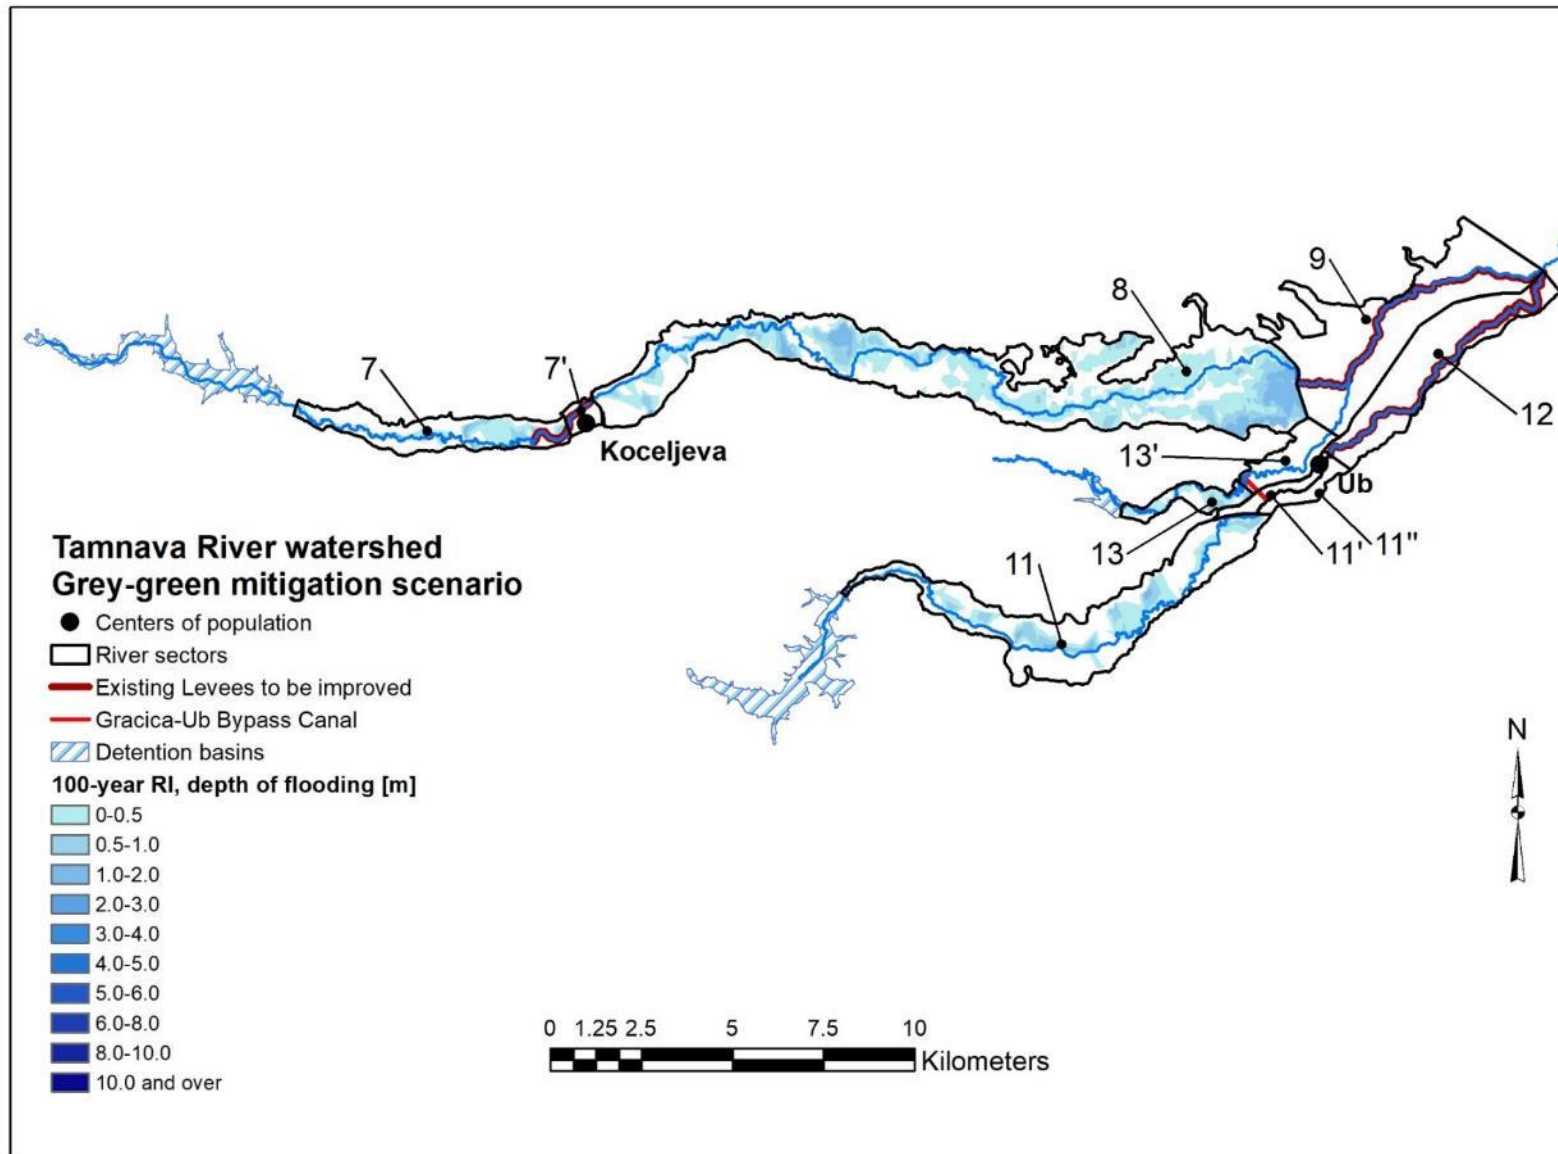 9
8
7
7'
12
Koceljeva
13'
Ub
13
11'
11"
11
Tamnava River watershed
Grey-green mitigation scenario
Centers of population
River sectors
Existing Levees to be improved
Gracica-Ub Bypass Canal
Detention basins
100-year RI, depth of flooding [m]
0-0.5
0.5-1.0
1.0-2.0
2.0-3.0
3.0-4.0
4.0-5.0
5.0-6.0
6.0-8.0
8.0-10.0
10.0 and over
N
0 1.25 2.5 5 7.5 10
Kilometers